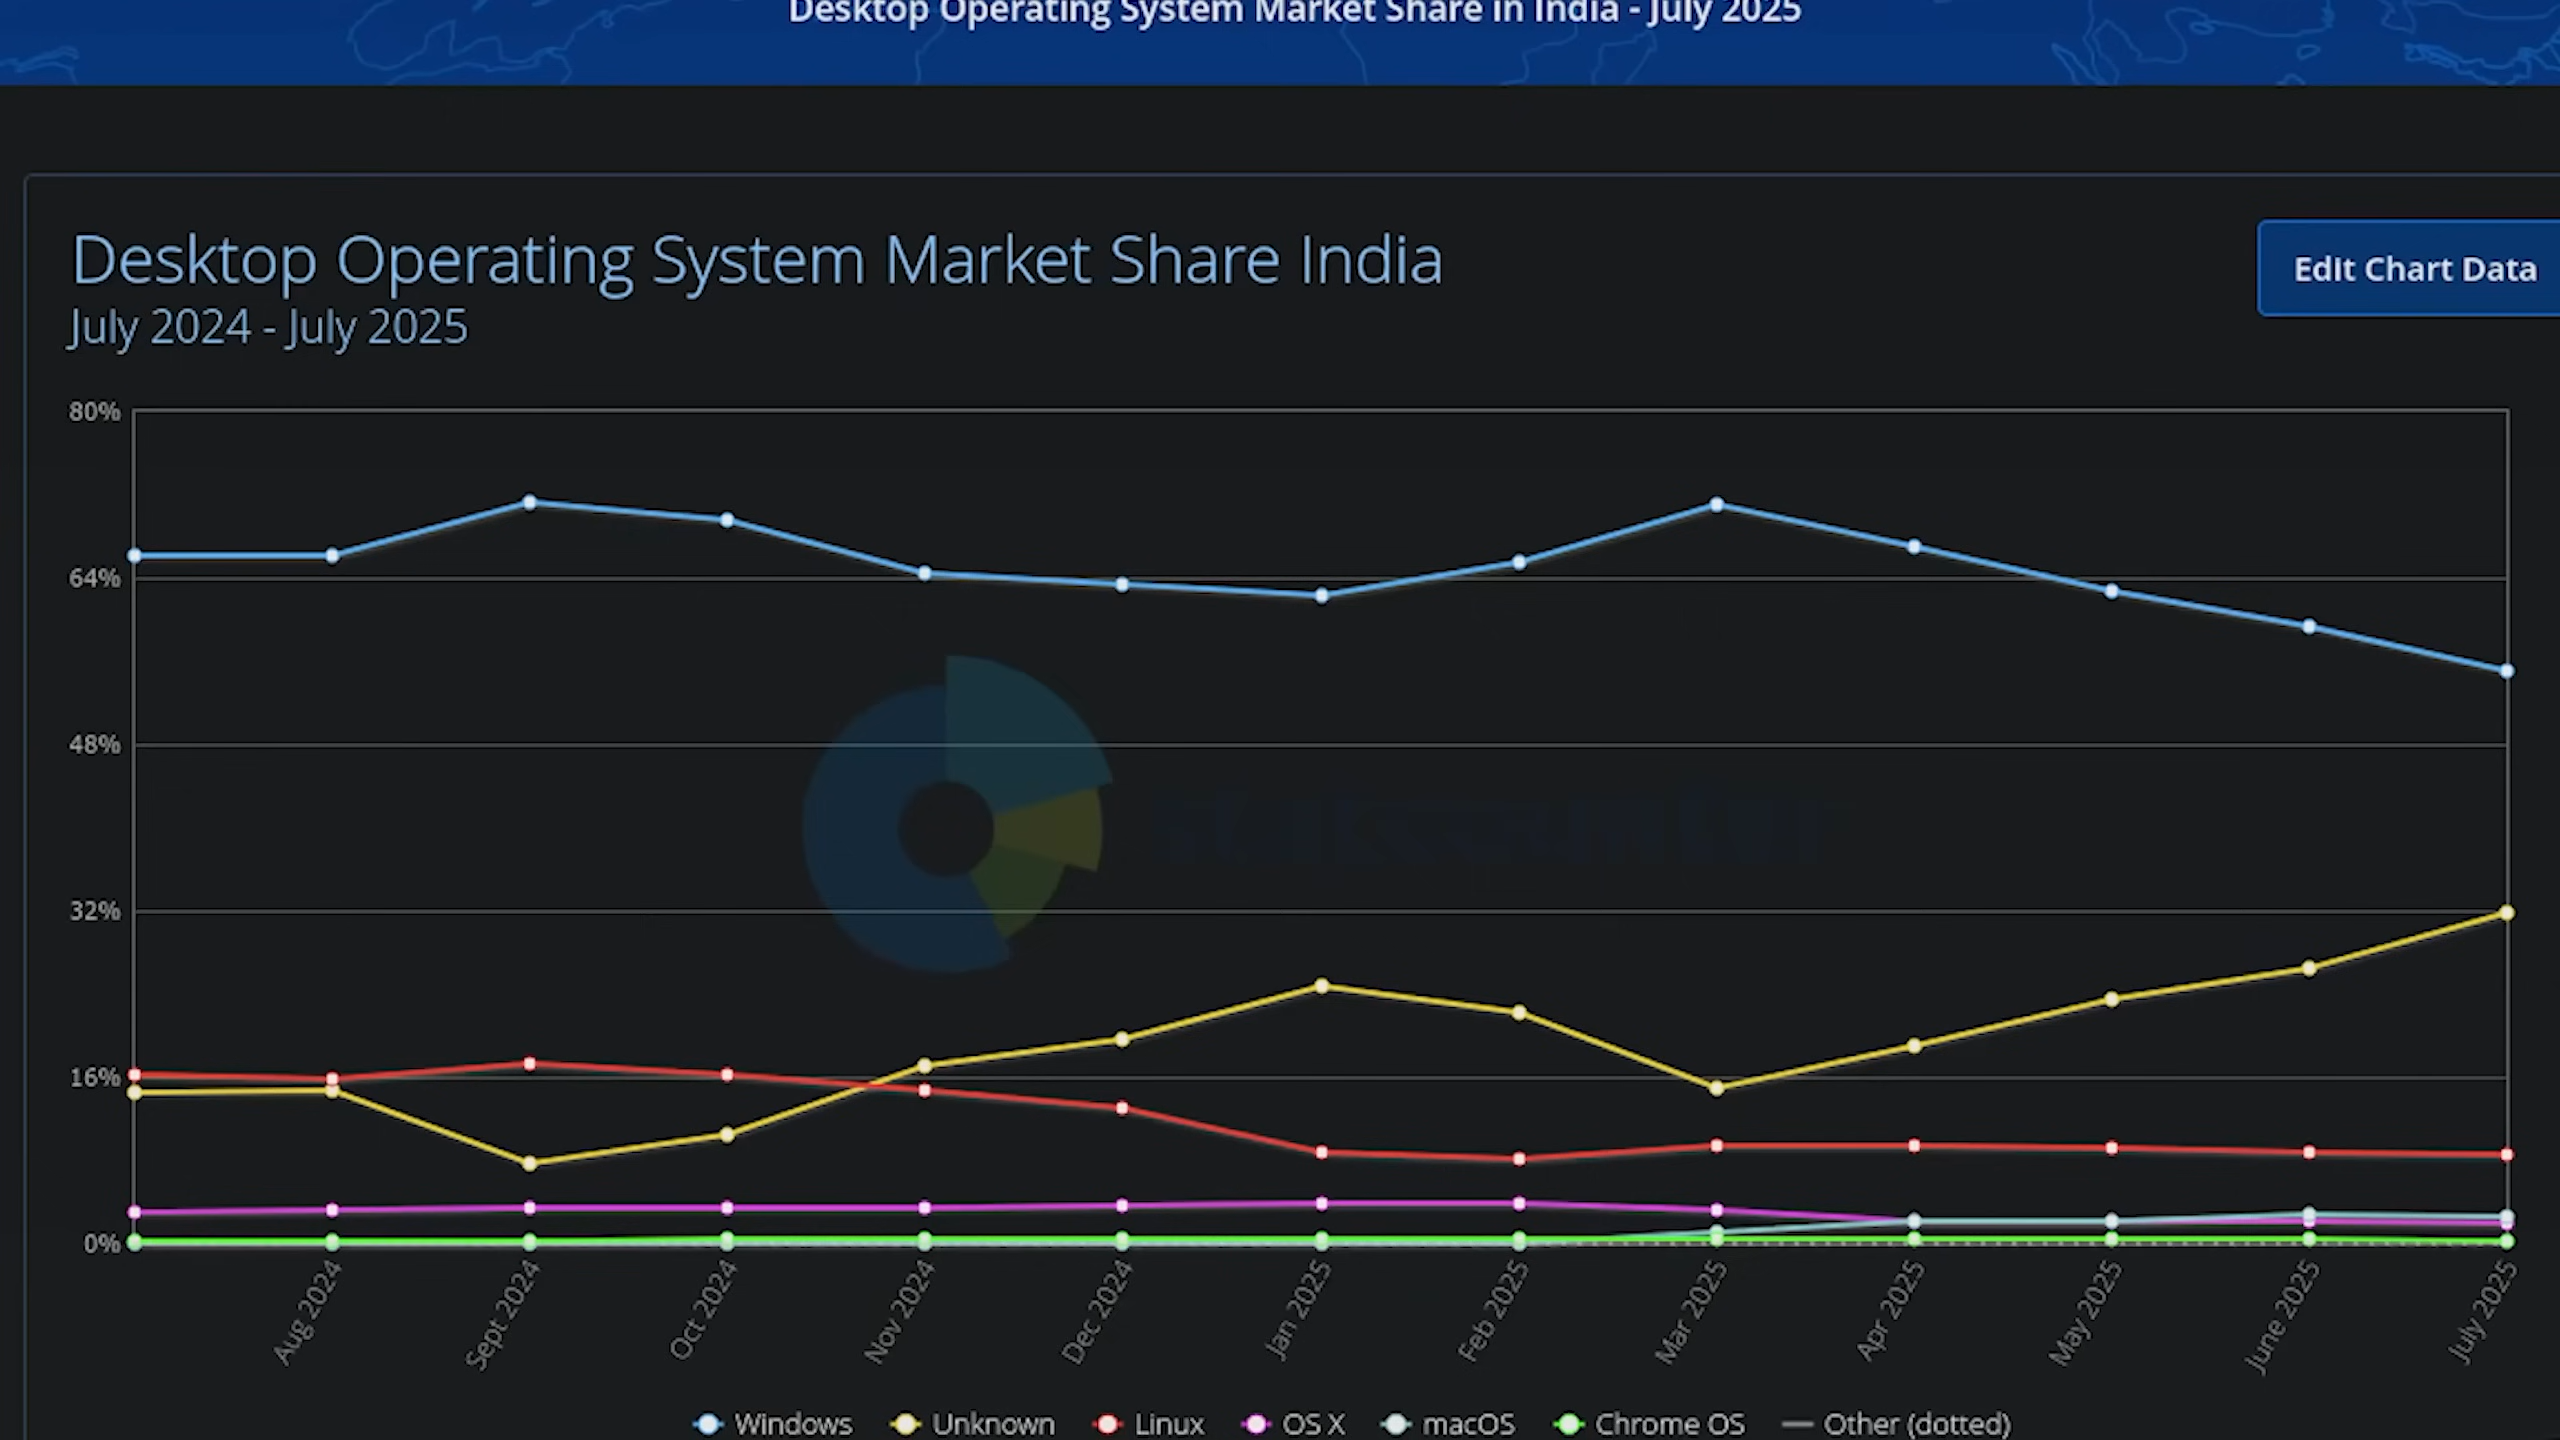 Desktop Operating System Market Share in India - July 2025
Desktop Operating System Market Share India
Edit Chart Data
July 2024 - July 2025
80%
64%
48%
32%
16%
0%
Aug 2024
Sept 2024
Oct 2024
Nov 2024
Dec 2024
Jan 2025
Feb 2025
Mar 2025
Apr 2025
May 2025
June 2025
July 2025
Windows Unknown Linux OS X macOS Chrome OS Other (dotted)